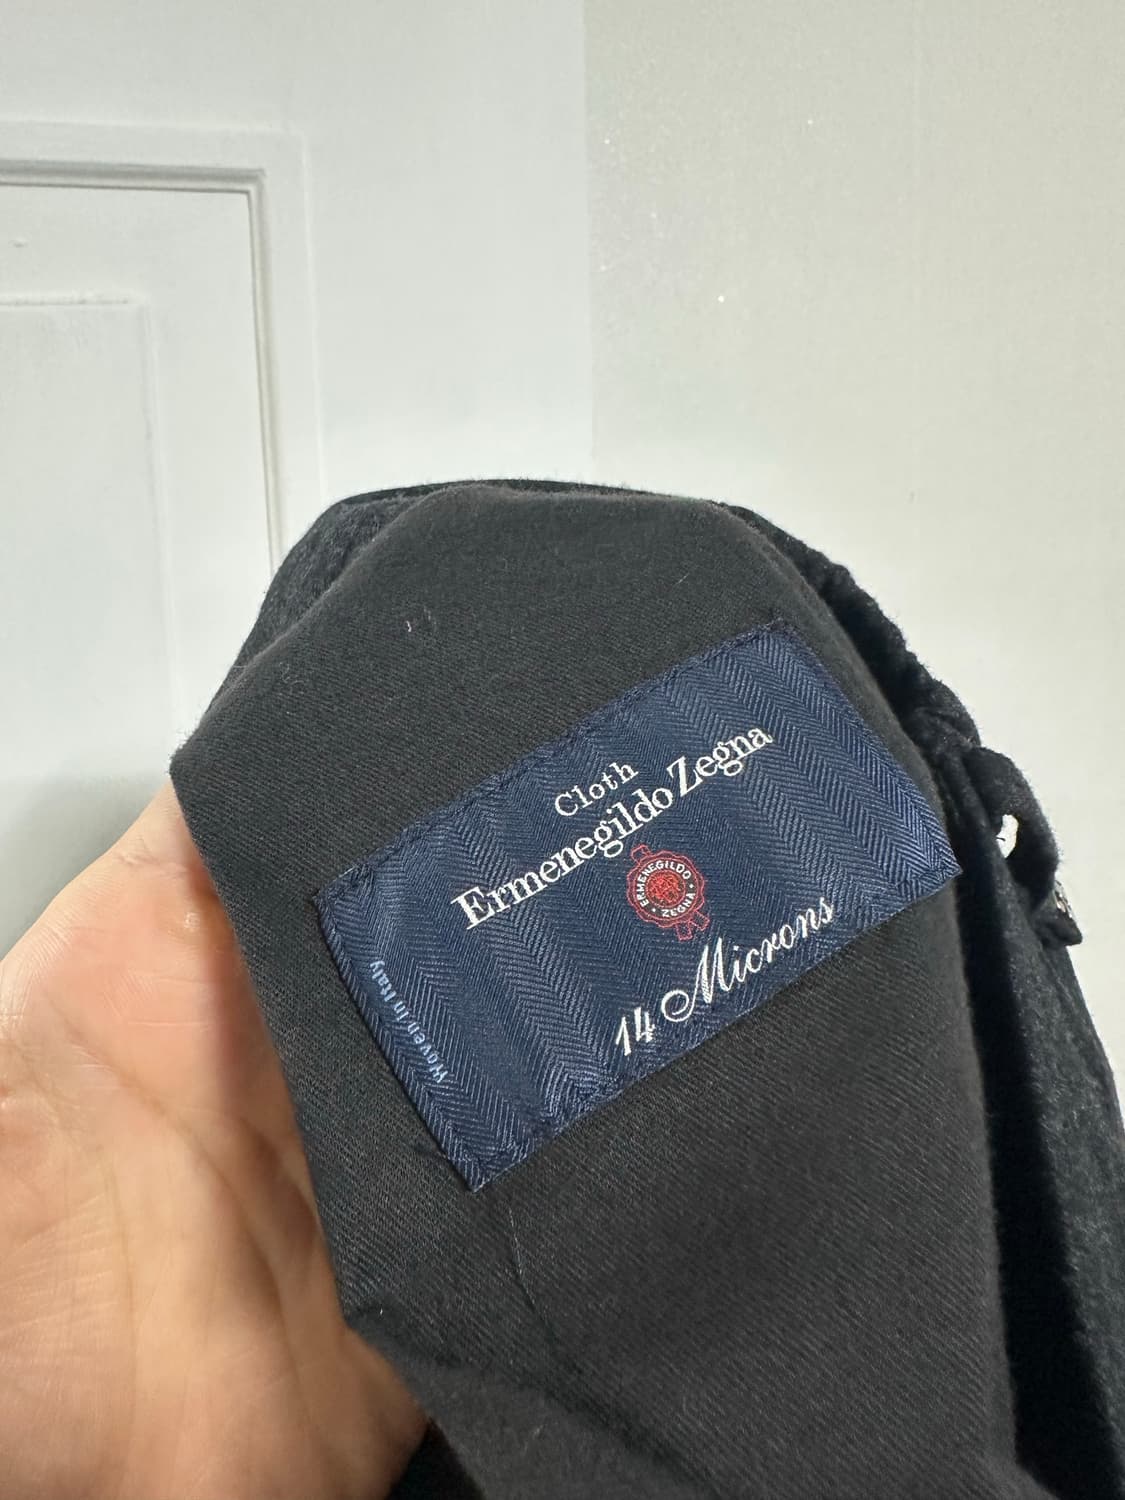 Cloth
Ermenegildo Zegna
ERMENEGILDO
• ZEGNA •
14 Microns
Woven in Italy